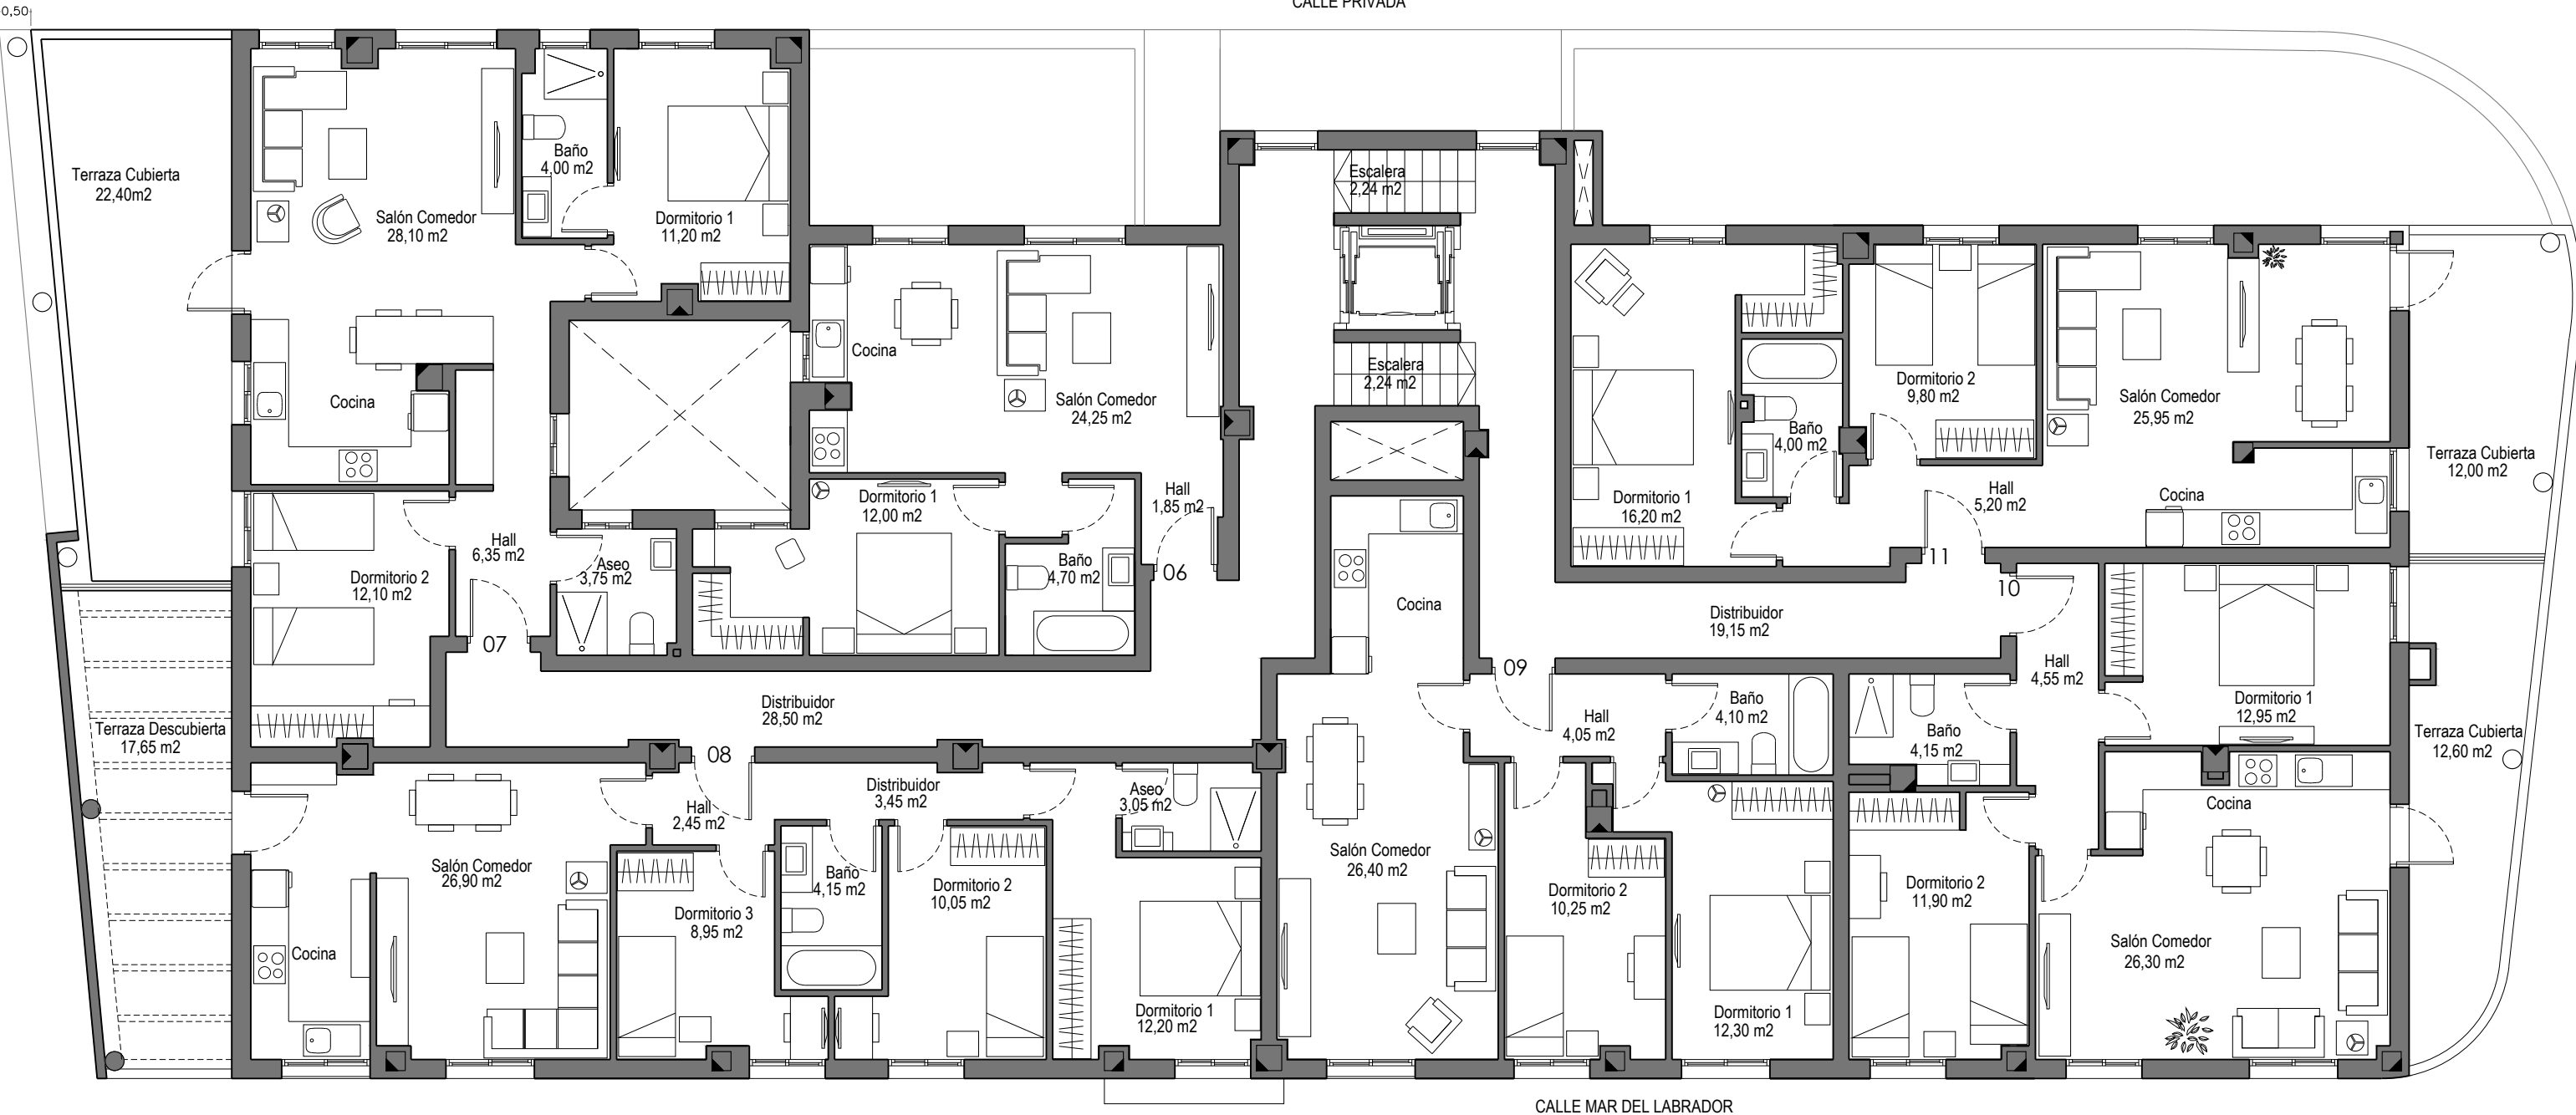 CALLE PRIVADA
0,50
Terraza Cubierta
22,40m2
Salón Comedor
28,10 m2
Baño
4,00 m2
Dormitorio 1
11,20 m2
Cocina
Dormitorio 2
12,10 m2
Hall
6,35 m2
Aseo
3,75 m2
07
Cocina
Salón Comedor
24,25 m2
Dormitorio 1
12,00 m2
Baño
4,70 m2
Hall
1,85 m2
06
Escalera
2,24 m2
Escalera
2,24 m2
Dormitorio 1
16,20 m2
Baño
4,00 m2
Dormitorio 2
9,80 m2
Salón Comedor
25,95 m2
Hall
5,20 m2
Cocina
11
Terraza Cubierta
12,00 m2
Distribuidor
19,15 m2
10
Hall
4,55 m2
Dormitorio 1
12,95 m2
Terraza Cubierta
12,60 m2
Terraza Descubierta
17,65 m2
Distribuidor
28,50 m2
08
Salón Comedor
26,90 m2
Cocina
Hall
2,45 m2
Distribuidor
3,45 m2
Aseo
3,05 m2
Dormitorio 3
8,95 m2
Baño
4,15 m2
Dormitorio 2
10,05 m2
Dormitorio 1
12,20 m2
Cocina
09
Salón Comedor
26,40 m2
Hall
4,05 m2
Baño
4,10 m2
Dormitorio 2
10,25 m2
Dormitorio 1
12,30 m2
Baño
4,15 m2
Dormitorio 2
11,90 m2
Cocina
Salón Comedor
26,30 m2
CALLE MAR DEL LABRADOR